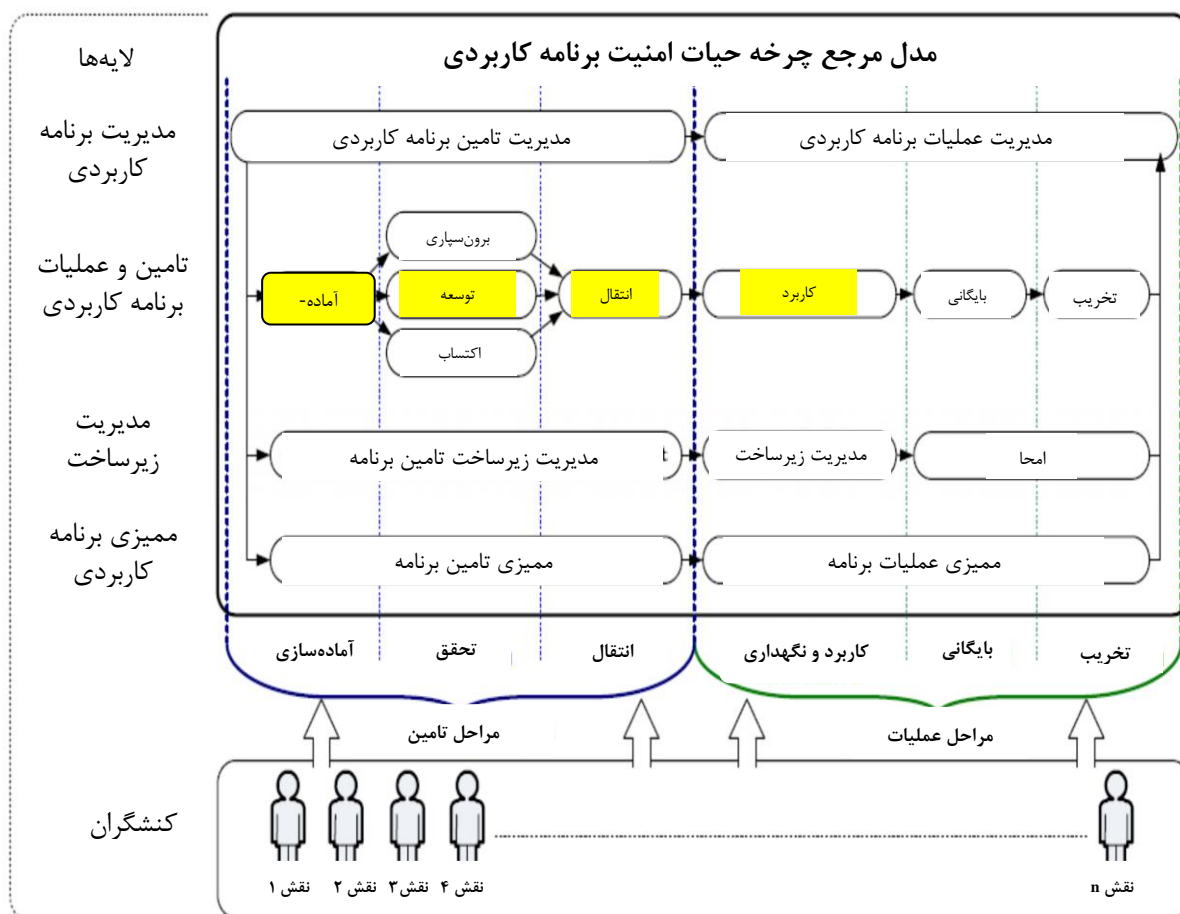 لایه‌ها
مدل مرجع چرخه حیات امنیت برنامه کاربردی
مدیریت برنامه
کاربردی
مدیریت تامین برنامه کاربردی
مدیریت عملیات برنامه کاربردی
تامین و عملیات
برنامه کاربردی
آماده-
برون‌سپاری
توسعه
اکتساب
انتقال
کاربرد
بایگانی
تخریب
مدیریت
زیرساخت
مدیریت زیرساخت تامین برنامه
مدیریت زیرساخت
امحا
ممیزی برنامه
کاربردی
ممیزی تامین برنامه
ممیزی عملیات برنامه
آماده‌سازی
تحقق
انتقال
کاربرد و نگهداری
بایگانی
تخریب
مراحل تامین
مراحل عملیات
کنشگران
نقش ۱
نقش ۲
نقش ۳
نقش ۴
نقش n